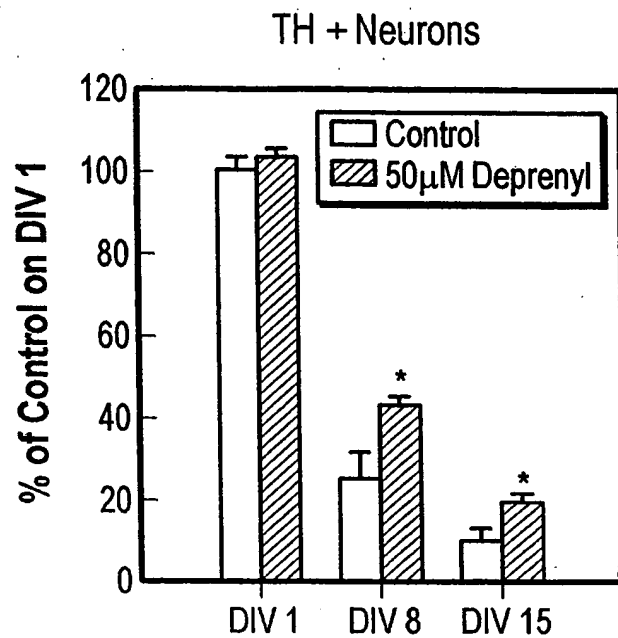 TH + Neurons
% of Control on DIV 1
120
100
80
60
40
20
0
Control
50µM Deprenyl
*
*
DIV 1
DIV 8
DIV 15